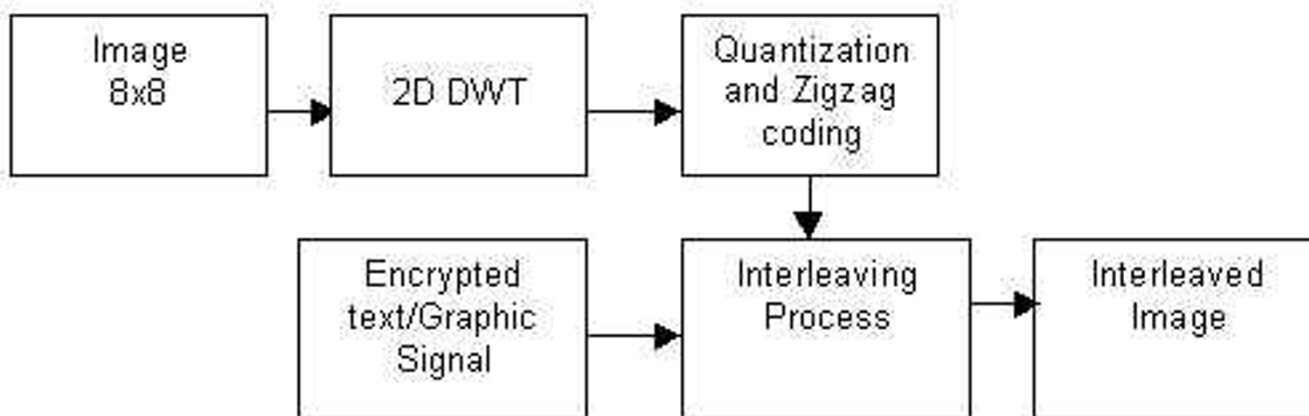 Image
8x8
2D DWT
Quantization
and Zigzag
coding
Encrypted
text/Graphic
Signal
Interleaving
Process
Interleaved
Image